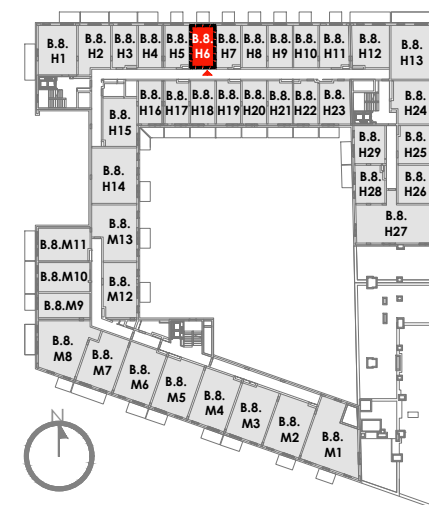 B.8.
H1
B.8.
H2
B.8.
H3
B.8.
H4
B.8.
H5
B.8.
H6
B.8.
H7
B.8.
H8
B.8.
H9
B.8.
H10
B.8.
H11
B.8.
H12
B.8.
H13
B.8.
H15
B.8.
H16
B.8.
H17
B.8.
H18
B.8.
H19
B.8.
H20
B.8.
H21
B.8.
H22
B.8.
H23
B.8.
H24
B.8.
H29
B.8.
H25
B.8.
H14
B.8.
H28
B.8.
H26
B.8.
M13
B.8.
H27
B.8.M11
B.8.M10
B.8.
M12
B.8.M9
B.8.
M8
B.8.
M7
B.8.
M6
B.8.
M5
B.8.
M4
B.8.
M3
B.8.
M2
B.8.
M1
N